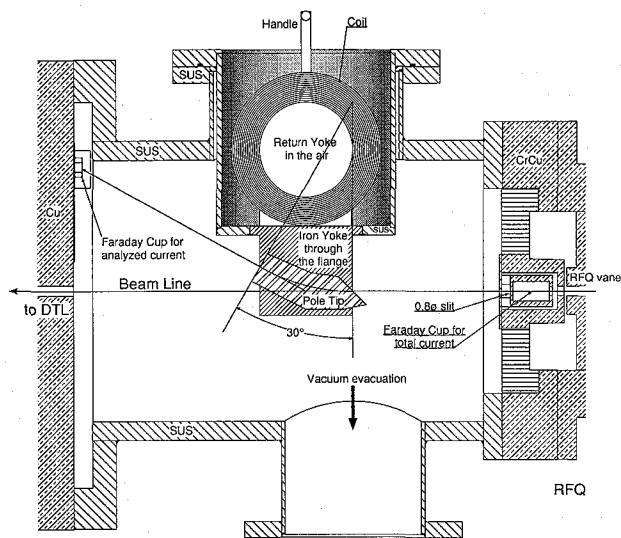 Handle
Coil
SUS
Return Yoke
in the air
SUS
CrCu
Cu
Faraday Cup for
analyzed current
Iron Yoke
through
the flange
SUS
Beam Line
Pole Tip
RFQ vane
to DTL
0.8ø slit
30°
Faraday Cup for
total current
Vacuum evacuation
SUS
RFQ